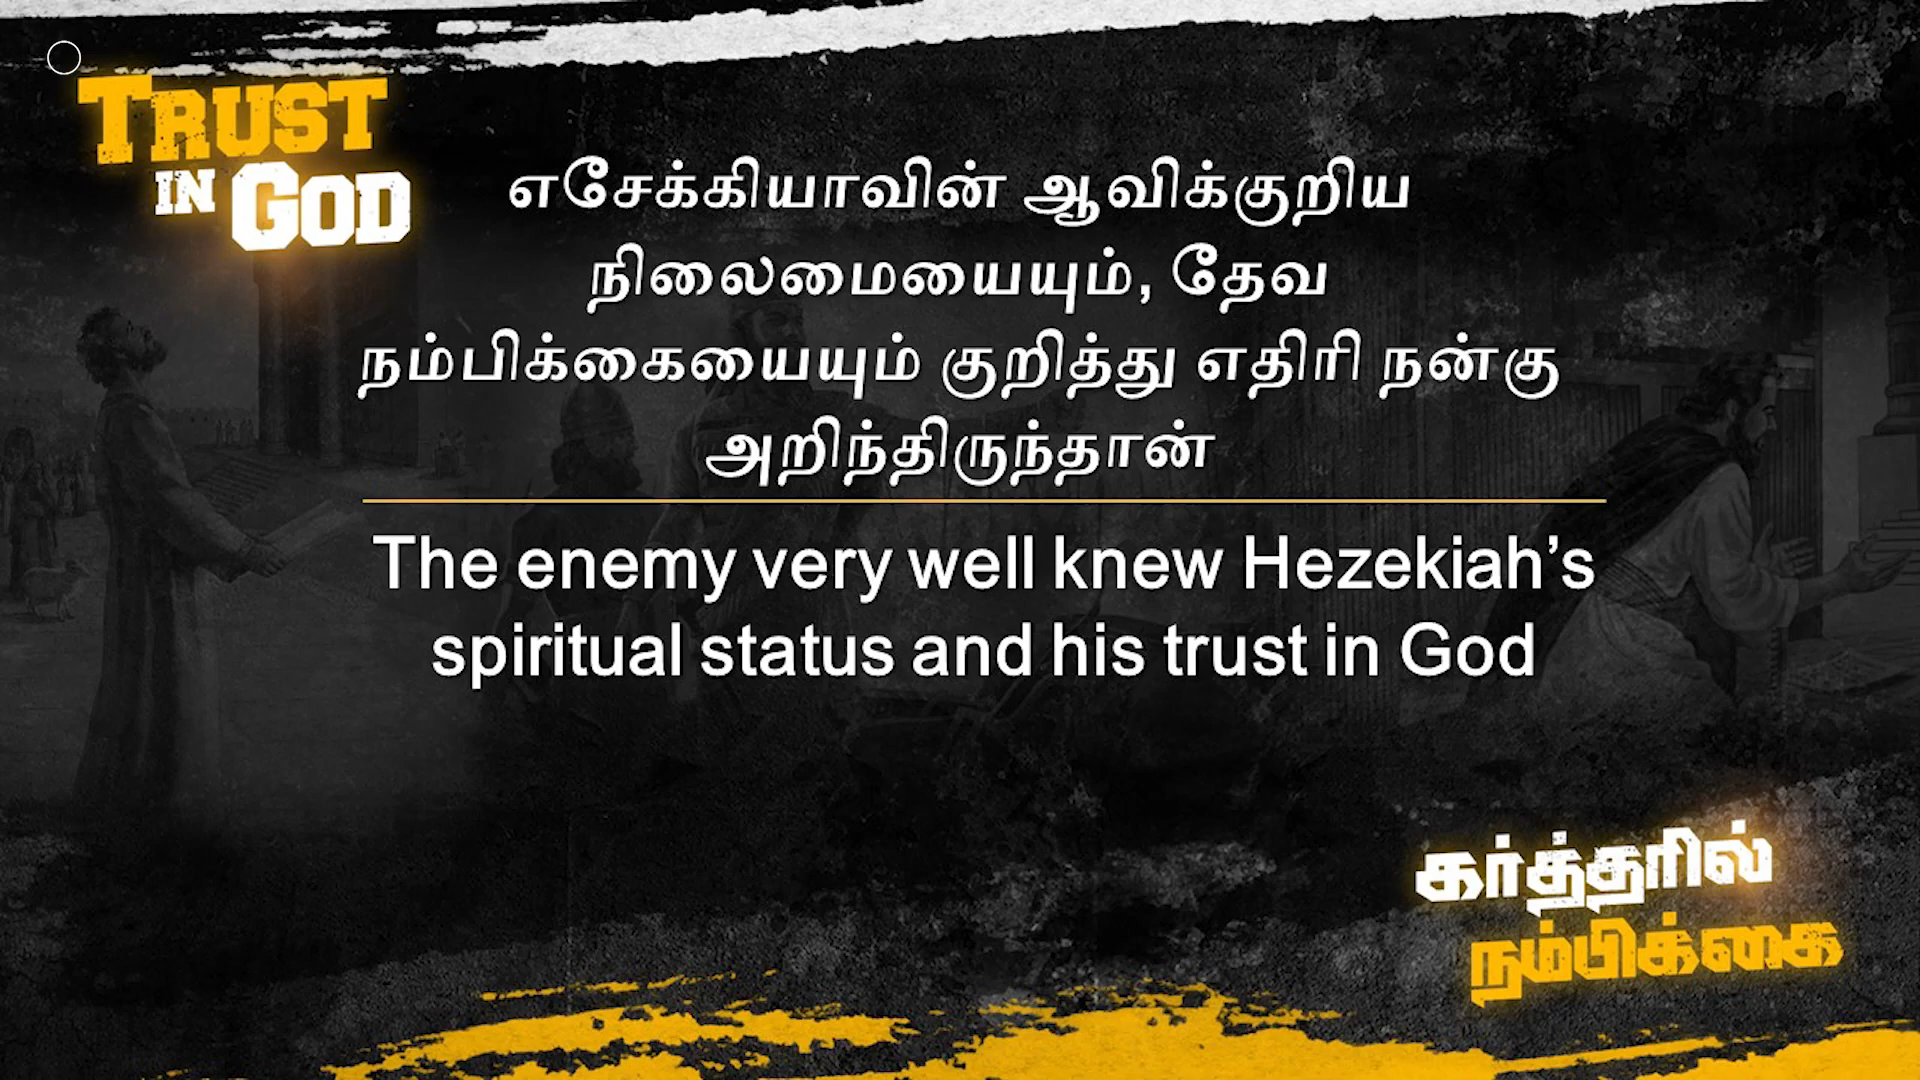 TRUST
IN GOD
எசேக்கியாவின் ஆவிக்குறிய
நிலைமையையும், தேவ
நம்பிக்கையையும் குறித்து எதிரி நன்கு
அறிந்திருந்தான்
The enemy very well knew Hezekiah’s
spiritual status and his trust in God
கர்த்தரில்
நம்பிக்கை